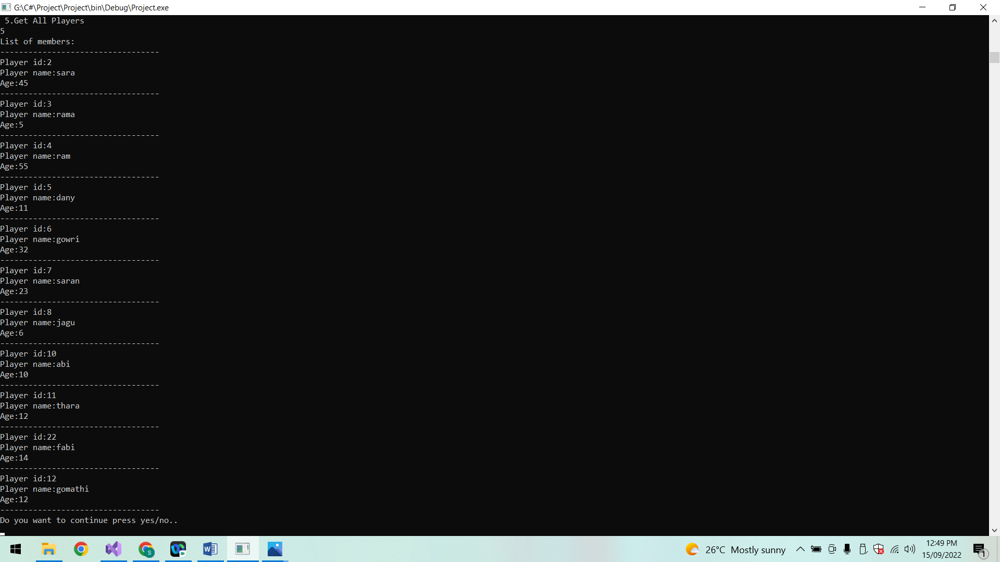 G:\C#\Project\Project\bin\Debug\Project.exe
5.Get All Players
5
List of members:
----------------------------------
Player id:2
Player name:sara
Age:45
----------------------------------
Player id:3
Player name:rama
Age:5
----------------------------------
Player id:4
Player name:ram
Age:55
----------------------------------
Player id:5
Player name:dany
Age:11
----------------------------------
Player id:6
Player name:gowri
Age:32
----------------------------------
Player id:7
Player name:saran
Age:23
----------------------------------
Player id:8
Player name:jagu
Age:6
----------------------------------
Player id:10
Player name:abi
Age:10
----------------------------------
Player id:11
Player name:thara
Age:12
----------------------------------
Player id:22
Player name:fabi
Age:14
----------------------------------
Player id:12
Player name:gomathi
Age:12
----------------------------------
Do you want to continue press yes/no..
S
W
26°C Mostly sunny
12:49 PM
15/09/2022
1